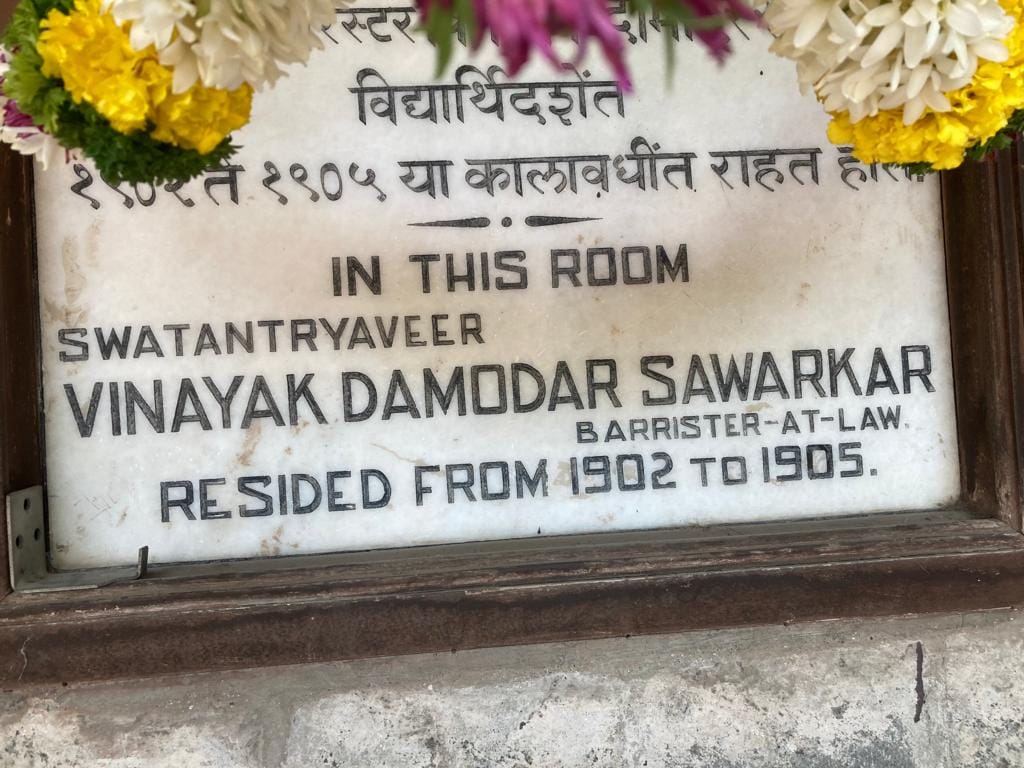 विद्यार्थिदशेंत
१९०२ ते १९०५ या कालावधींत राहत होते.
IN THIS ROOM
SWATANTRYAVEER
VINAYAK DAMODAR SAWARKAR
BARRISTER-AT-LAW.
RESIDED FROM 1902 TO 1905.